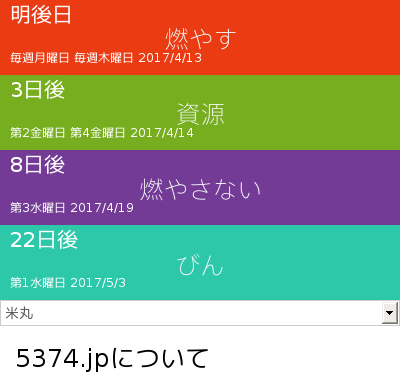 明後日
燃やす
毎週月曜日 毎週木曜日 2017/4/13
3日後
資源
第2金曜日 第4金曜日 2017/4/14
8日後
燃やさない
第3水曜日 2017/4/19
22日後
びん
第1水曜日 2017/5/3
米丸
5374.jpについて